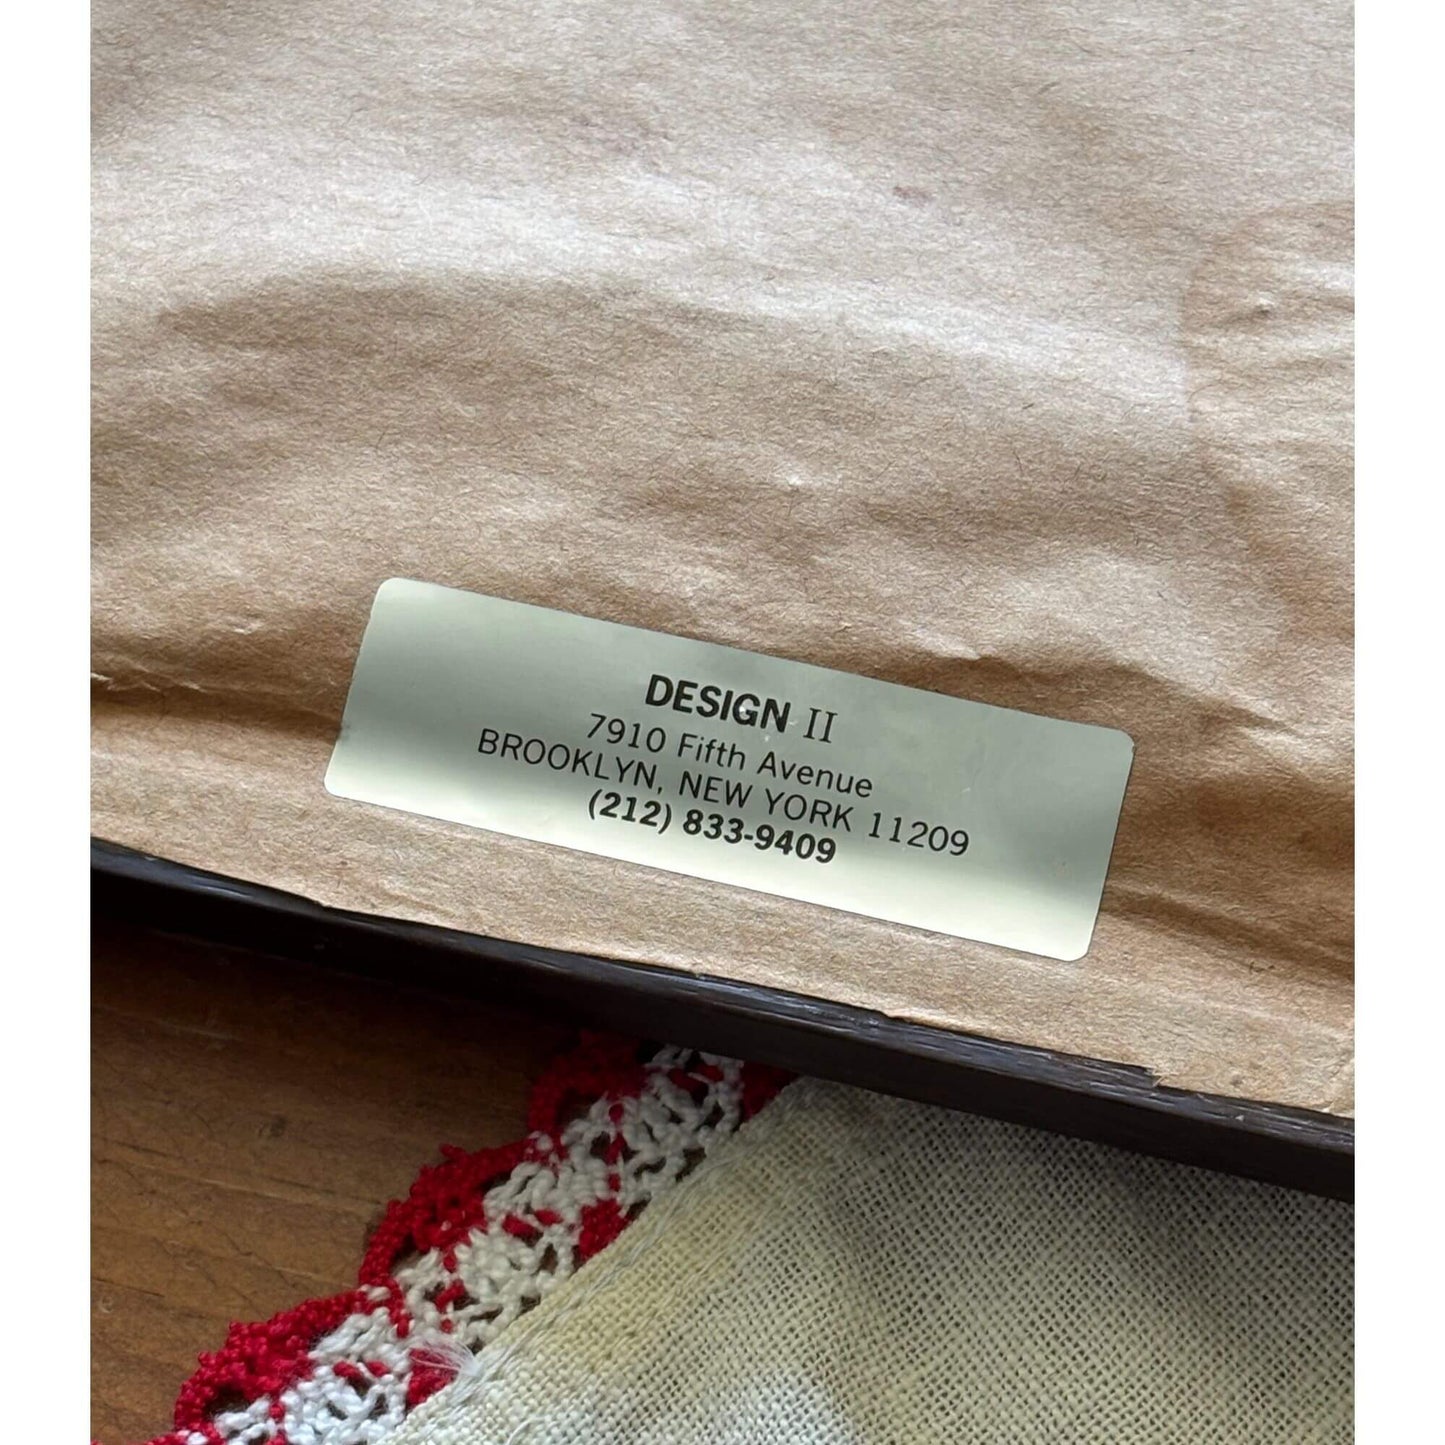 DESIGN II
7910 Fifth Avenue
BROOKLYN, NEW YORK 11209
(212) 833-9409